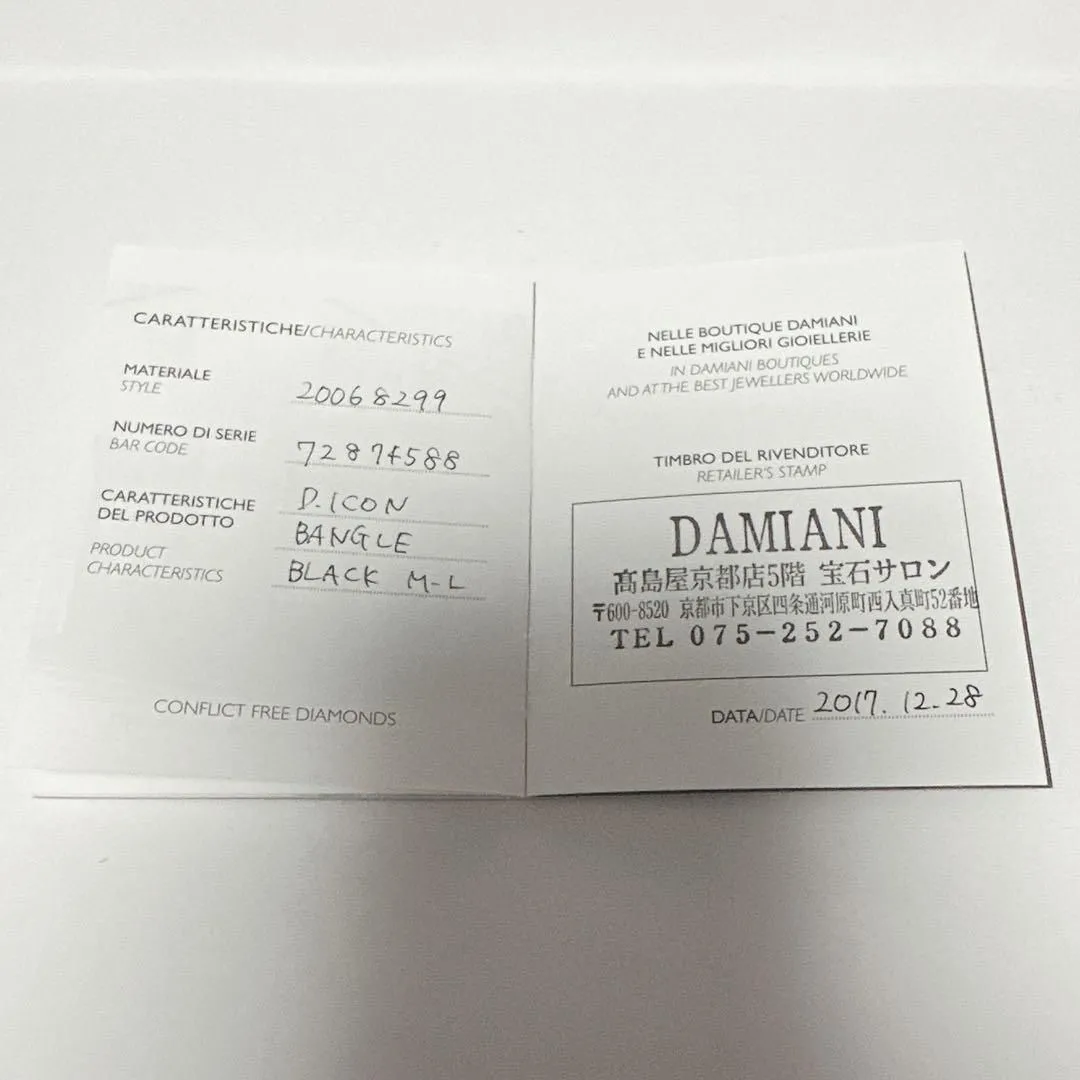 CARATTERISTICHE/CHARACTERISTICS
MATERIALE
STYLE
20068299
NUMERO DI SERIE
BAR CODE
72874588
CARATTERISTICHE
DEL PRODOTTO
PRODUCT
CHARACTERISTICS
D.ICON
BANGLE
BLACK M-L
CONFLICT FREE DIAMONDS
NELLE BOUTIQUE DAMIANI
E NELLE MIGLIORI GIOIELLERIE
IN DAMIANI BOUTIQUES
AND AT THE BEST JEWELLERS WORLDWIDE
TIMBRO DEL RIVENDITORE
RETAILER'S STAMP
DAMIANI
髙島屋京都店5階 宝石サロン
〒600-8520 京都市下京区四条通河原町西入真町52番地
TEL 075-252-7088
DATA/DATE 2017.12.28